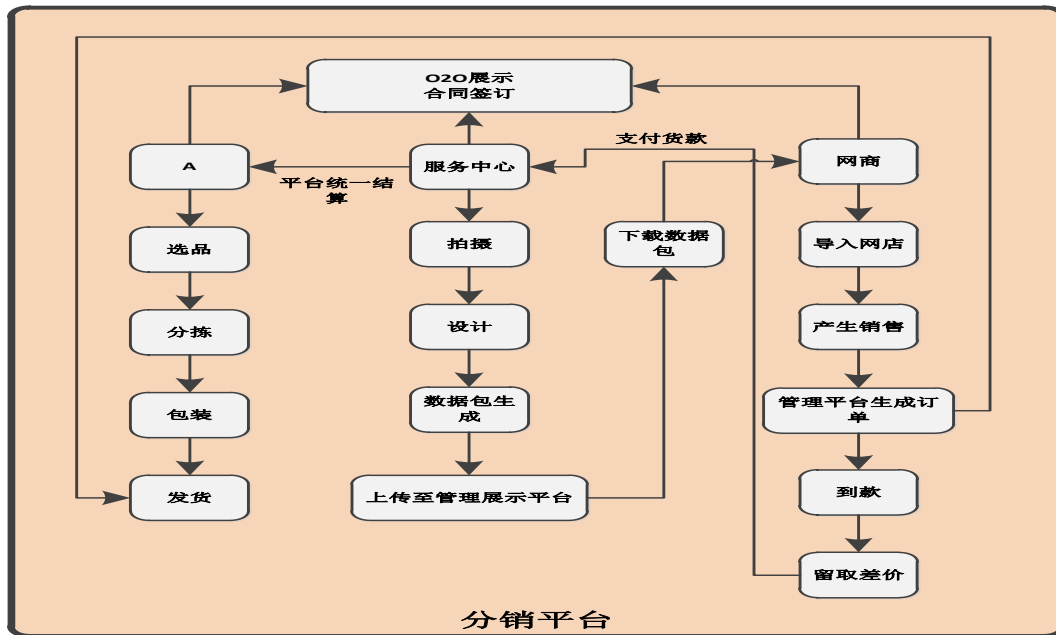 O2O展示
合同签订
支付货款
A
服务中心
网商
平台统一结
算
选品
拍摄
下载数据
包
导入网店
分拣
设计
产生销售
包装
数据包生
成
管理平台生成订
单
发货
上传至管理展示平台
到款
留取差价
分销平台